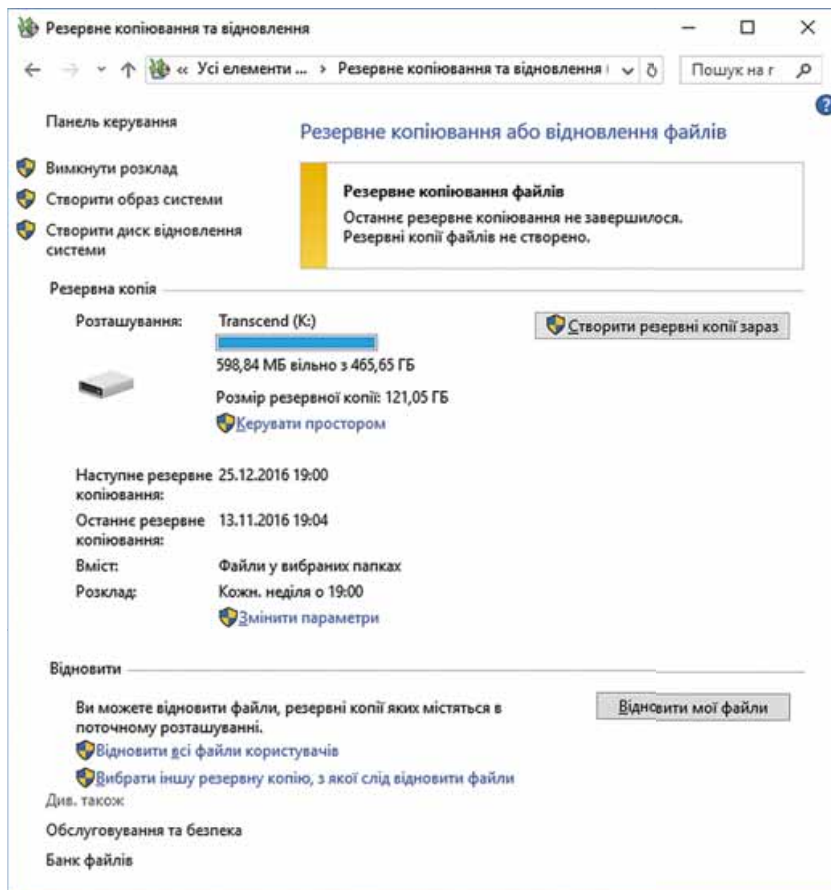 Резервне копіювання та відновлення
« Усі елементи ... › Резервне копіювання та відновлення
Пошук на г
?
Панель керування
Вимкнути розклад
Створити образ системи
Створити диск відновлення
системи
Резервне копіювання або відновлення файлів
Резервне копіювання файлів
Останнє резервне копіювання не завершилося.
Резервні копії файлів не створено.
Резервна копія
Розташування:
Transcend (K:)
Створити резервні копії зараз
598,84 МБ вільно з 465,65 ГБ
Розмір резервної копії: 121,05 ГБ
Керувати простором
Наступне резервне 25.12.2016 19:00
копіювання:
Останнє резервне 13.11.2016 19:04
копіювання:
Вміст: Файли у вибраних папках
Розклад: Кожн. неділя о 19:00
Змінити параметри
Відновити
Ви можете відновити файли, резервні копії яких містяться в
поточному розташуванні.
Відновити мої файли
Відновити всі файли користувачів
Вибрати іншу резервну копію, з якої слід відновити файли
Див. також
Обслуговування та безпека
Банк файлів